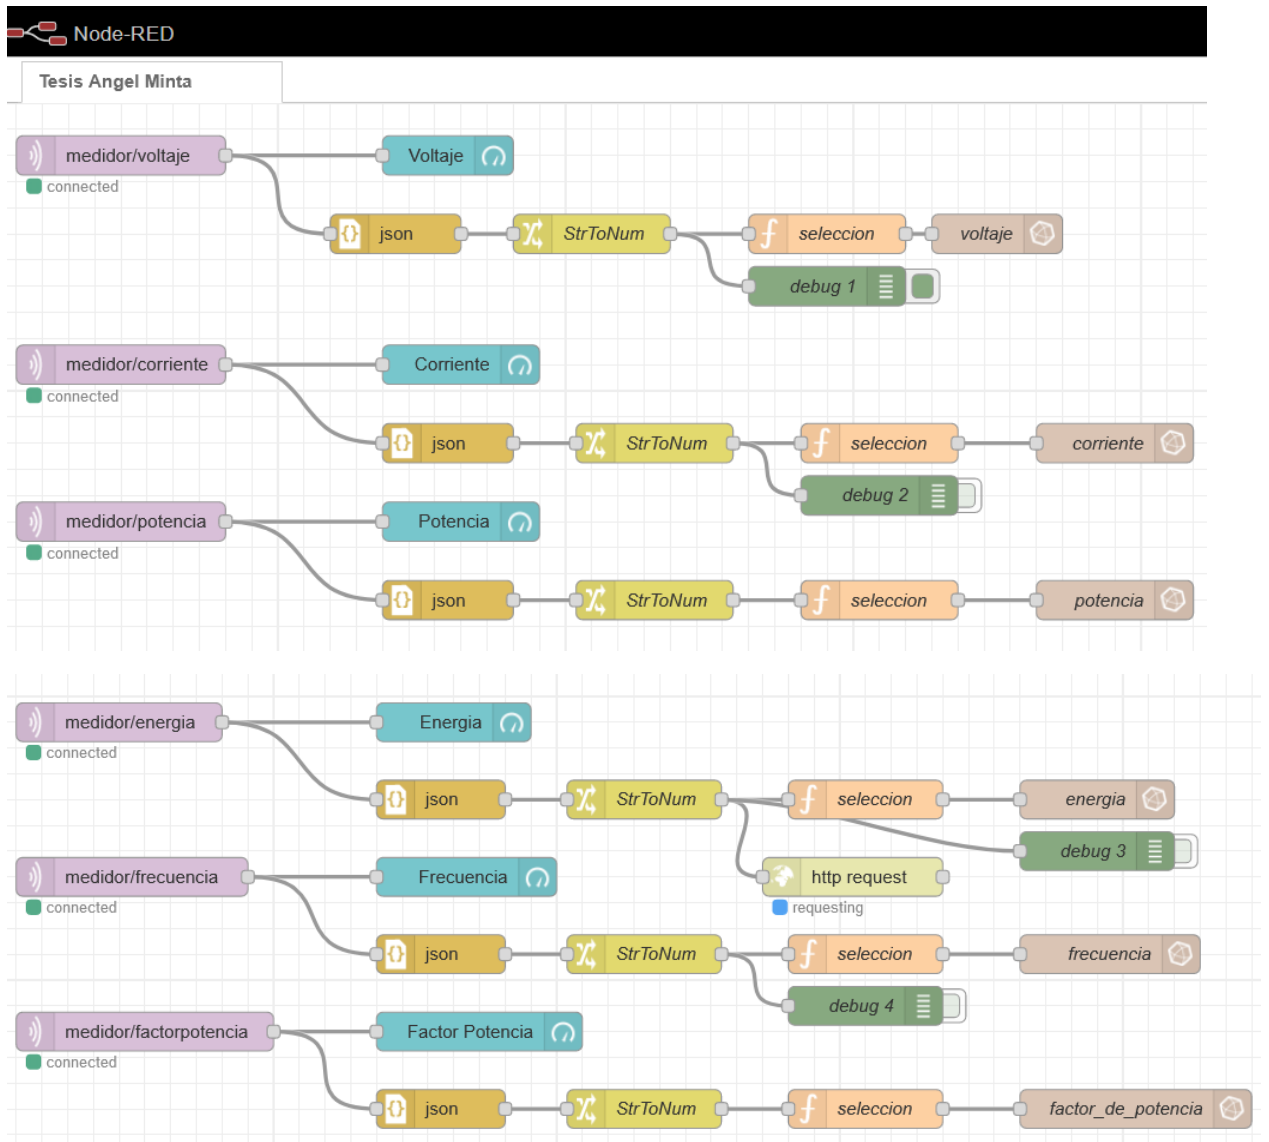 Node-RED
Tesis Angel Minta
medidor/voltaje
Voltaje
connected
json
StrToNum
seleccion
voltaje
debug 1
medidor/corriente
Corriente
connected
json
StrToNum
seleccion
corriente
debug 2
medidor/potencia
Potencia
connected
json
StrToNum
seleccion
potencia
medidor/energia
Energia
connected
json
StrToNum
seleccion
energia
debug 3
medidor/frecuencia
Frecuencia
http request
connected
requesting
json
StrToNum
seleccion
frecuencia
debug 4
medidor/factorpotencia
Factor Potencia
connected
json
StrToNum
seleccion
factor_de_potencia